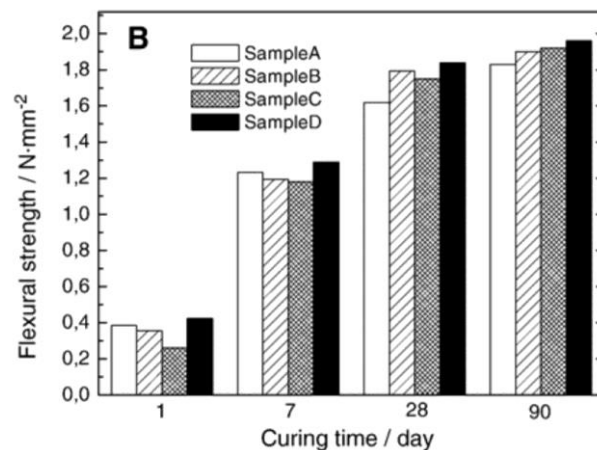 B
SampleA
SampleB
SampleC
SampleD
Flexural strength / N·mm⁻²
2,0
1,8
1,6
1,4
1,2
1,0
0,8
0,6
0,4
0,2
0,0
1 7 28 90
Curing time / day